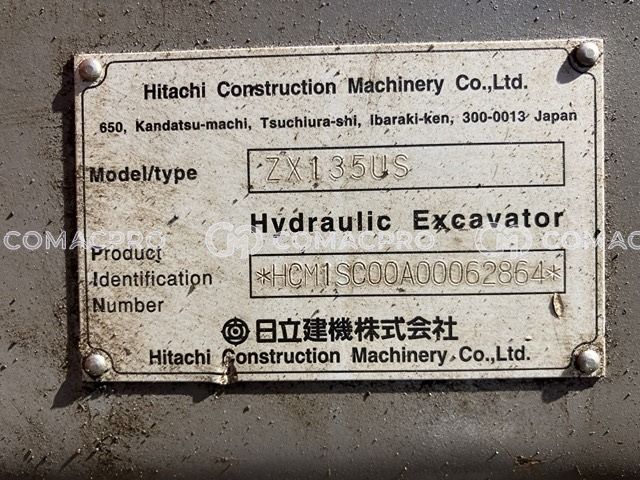 Hitachi Construction Machinery Co.,Ltd.
650, Kandatsu-machi, Tsuchiura-shi, Ibaraki-ken, 300-0013 Japan
Model/type ZX135US
Hydraulic Excavator
COMACPRO COMACPRO COMACPRO
Product
Identification *HCM1SC00A00062864*
Number
日立建機株式会社
Hitachi Construction Machinery Co.,Ltd.